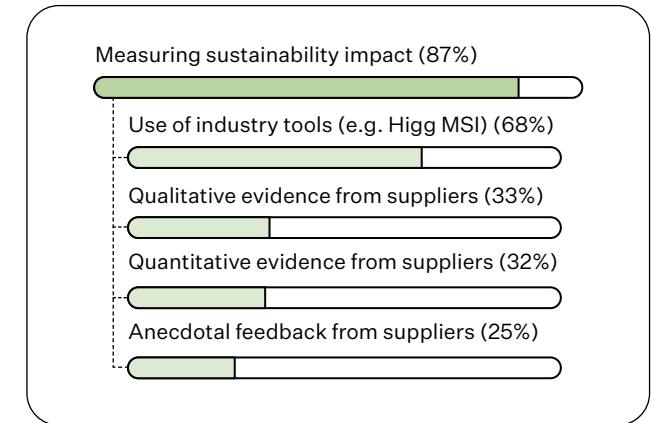 Measuring sustainability impact (87%)
Use of industry tools (e.g. Higg MSI) (68%)
Qualitative evidence from suppliers (33%)
Quantitative evidence from suppliers (32%)
Anecdotal feedback from suppliers (25%)